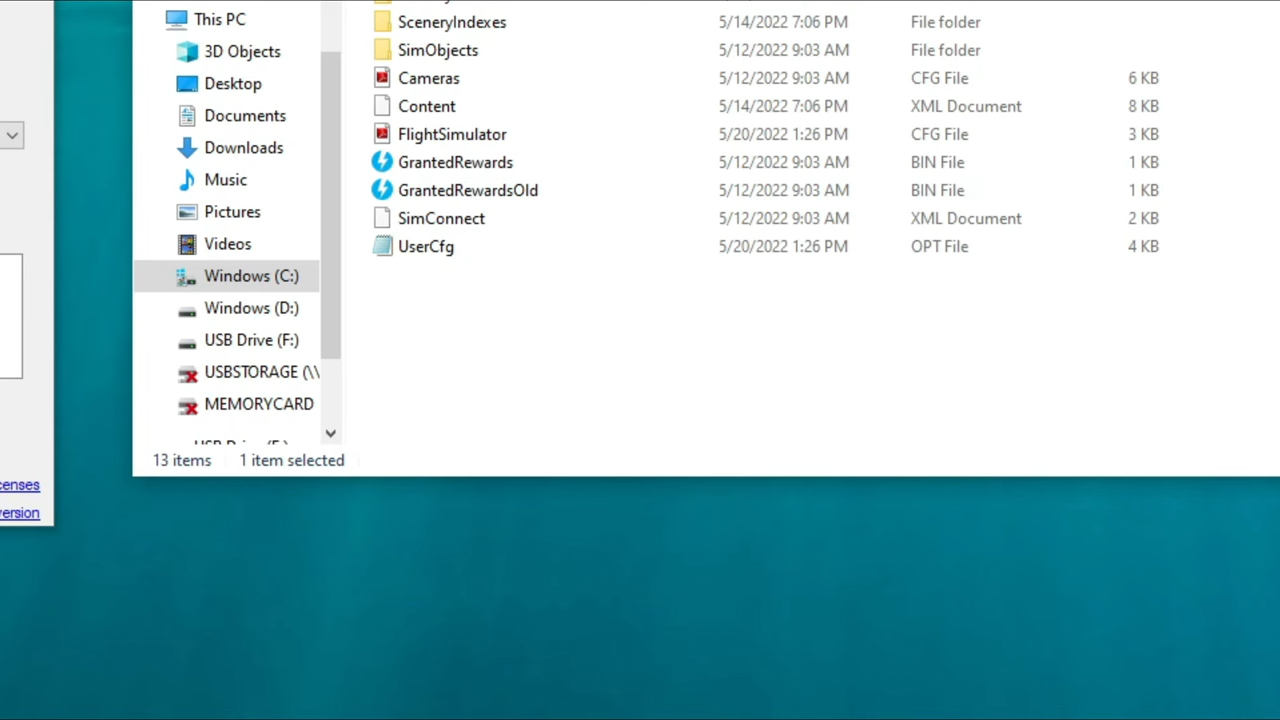 This PC
3D Objects
Desktop
Documents
Downloads
Music
Pictures
Videos
Windows (C:)
Windows (D:)
USB Drive (F:)
USBSTORAGE (\\
MEMORYCARD
SceneryIndexes 5/14/2022 7:06 PM File folder
SimObjects 5/12/2022 9:03 AM File folder
Cameras 5/12/2022 9:03 AM CFG File 6 KB
Content 5/14/2022 7:06 PM XML Document 8 KB
FlightSimulator 5/20/2022 1:26 PM CFG File 3 KB
GrantedRewards 5/12/2022 9:03 AM BIN File 1 KB
GrantedRewardsOld 5/12/2022 9:03 AM BIN File 1 KB
SimConnect 5/12/2022 9:03 AM XML Document 2 KB
UserCfg 5/20/2022 1:26 PM OPT File 4 KB
13 items 1 item selected
censes
version